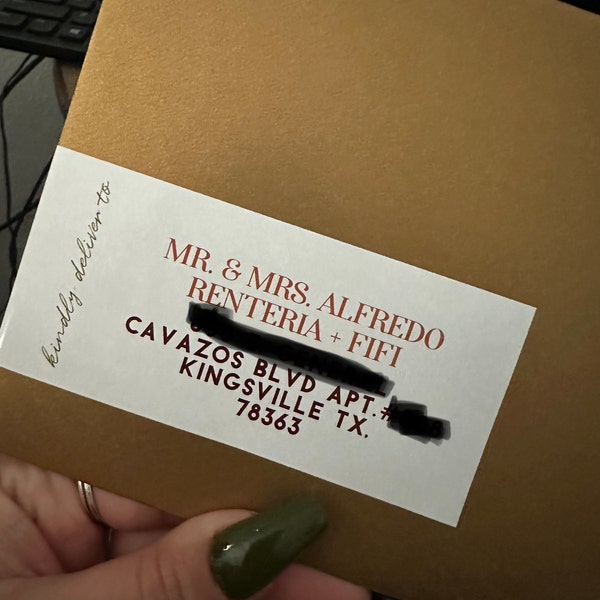 kindly deliver to
MR. & MRS. ALFREDO
RENTERIA + FIFI
CAVAZOS BLVD APT.#
KINGSVILLE TX,
78363